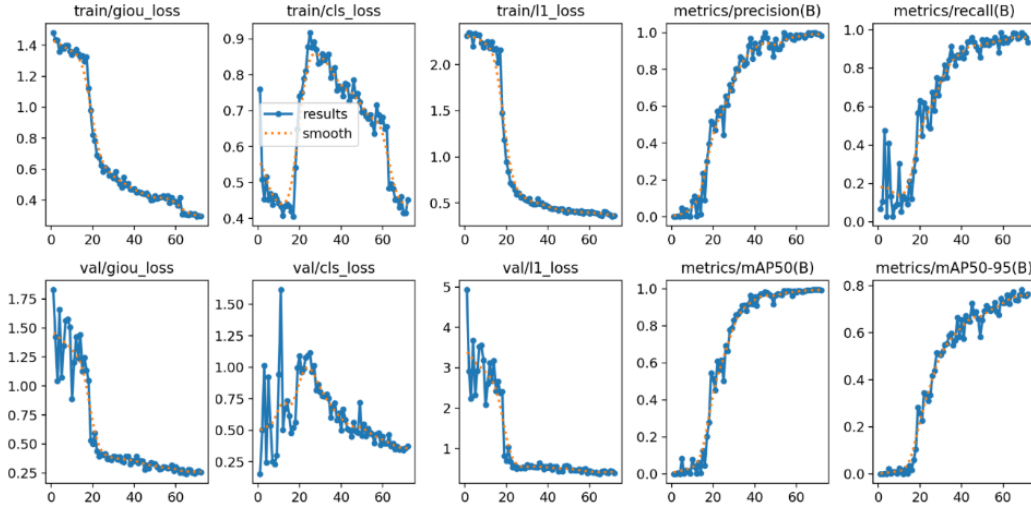 train/giou_loss
train/cls_loss
train/l1_loss
metrics/precision(B)
metrics/recall(B)
1.4
1.2
1.0
0.8
0.6
0.4
0 20 40 60
0.9
0.8
0.7
0.6
0.5
0.4
results
smooth
0 20 40 60
2.0
1.5
1.0
0.5
0 20 40 60
1.0
0.8
0.6
0.4
0.2
0.0
0 20 40 60
1.0
0.8
0.6
0.4
0.2
0.0
0 20 40 60
val/giou_loss
val/cls_loss
val/l1_loss
metrics/mAP50(B)
metrics/mAP50-95(B)
1.75
1.50
1.25
1.00
0.75
0.50
0.25
0 20 40 60
1.50
1.25
1.00
0.75
0.50
0.25
0 20 40 60
5
4
3
2
1
0 20 40 60
1.0
0.8
0.6
0.4
0.2
0.0
0 20 40 60
0.8
0.6
0.4
0.2
0.0
0 20 40 60